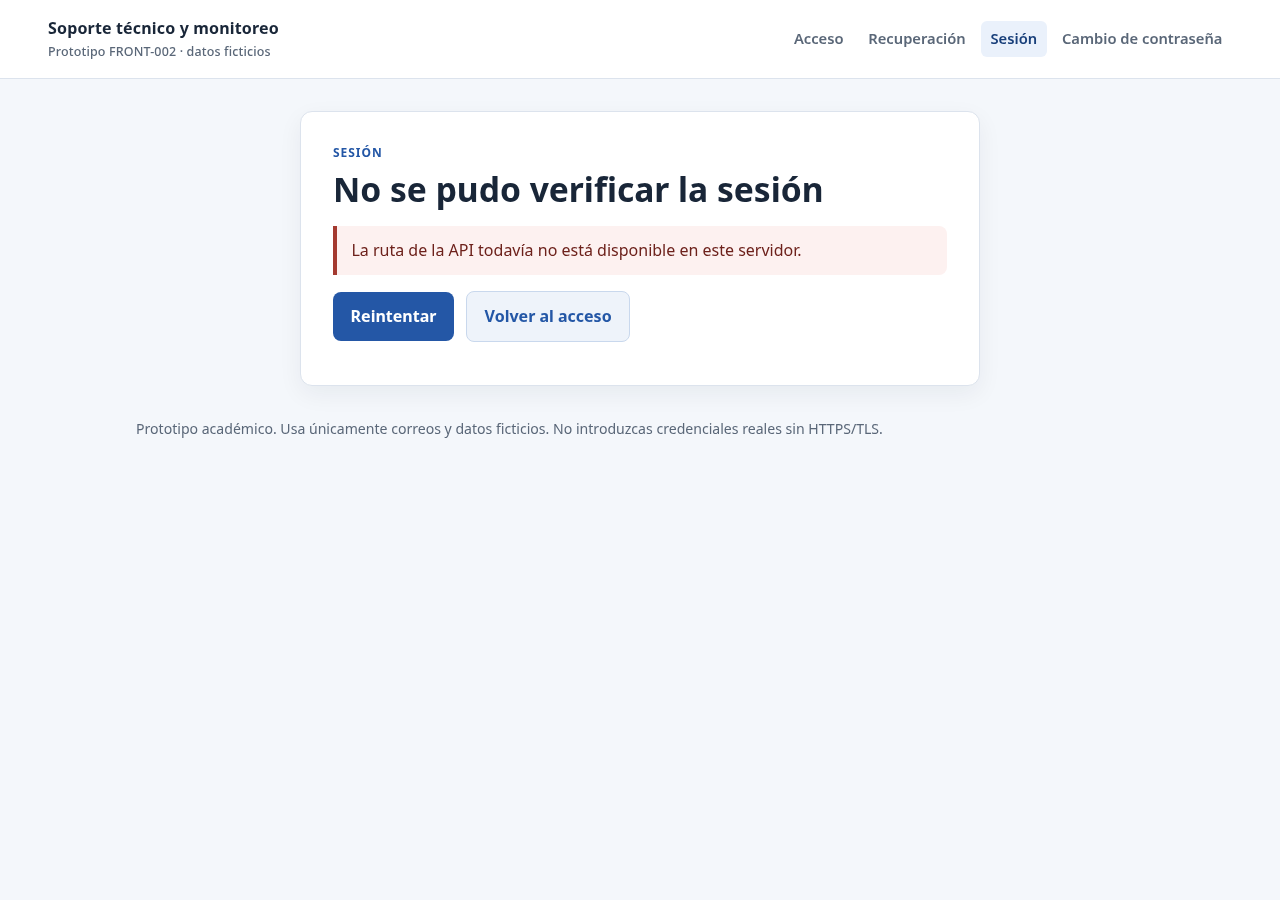 Soporte técnico y monitoreo
Prototipo FRONT-002 · datos ficticios
Acceso
Recuperación
Sesión
Cambio de contraseña
SESIÓN
No se pudo verificar la sesión
La ruta de la API todavía no está disponible en este servidor.
Reintentar
Volver al acceso
Prototipo académico. Usa únicamente correos y datos ficticios. No introduzcas credenciales reales sin HTTPS/TLS.